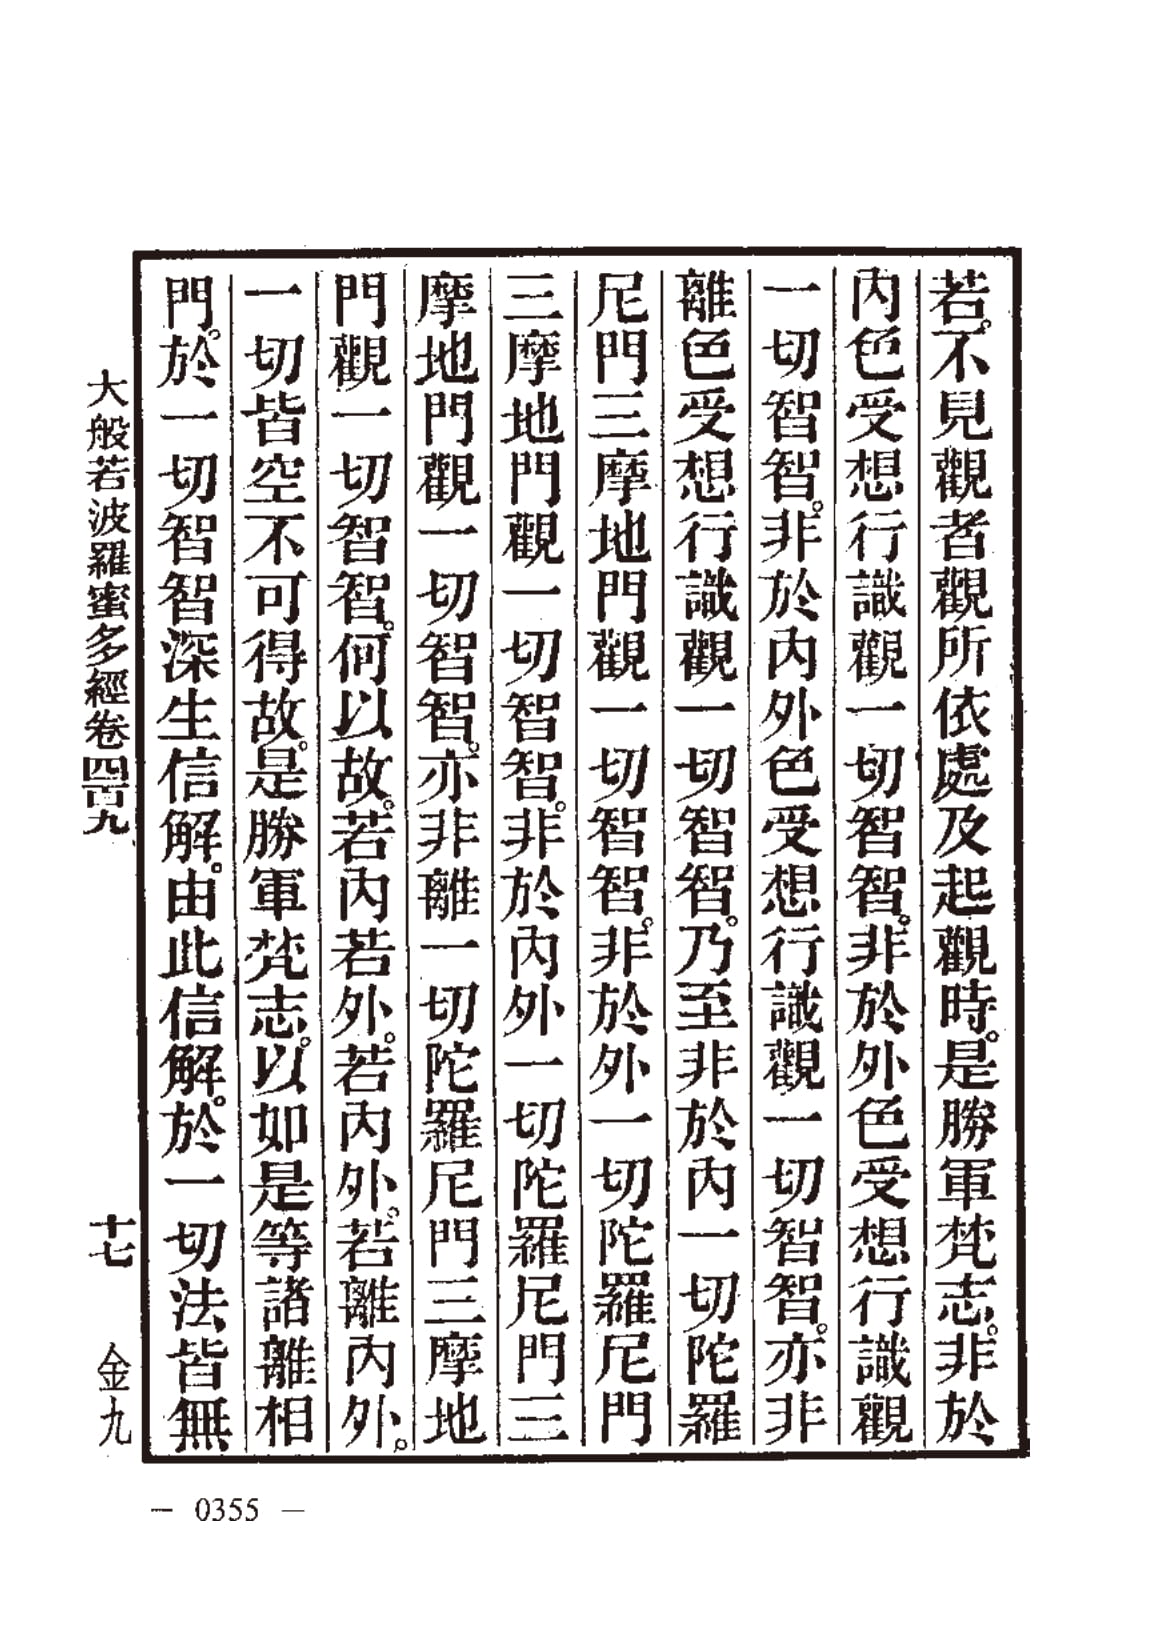 若。不見觀者觀所依處及起觀時。是勝軍梵志。非於
內色受想行識觀一切智智。非於外色受想行識觀
一切智智。非於內外色受想行識觀一切智智。亦非
離色受想行識觀一切智智。乃至非於內一切陀羅
尼門三摩地門觀一切智智。非於外一切陀羅尼門
三摩地門觀一切智智。非於內外一切陀羅尼門三
摩地門觀一切智智。亦非離一切陀羅尼門三摩地
門觀一切智智。何以故。若內若外。若內外。若離內外。
一切皆空不可得故。是勝軍梵志。以如是等諸離相
門。於一切智智深生信解。由此信解。於一切法皆無
大般若波羅蜜多經卷四百九 十七 金九
— 0355 —